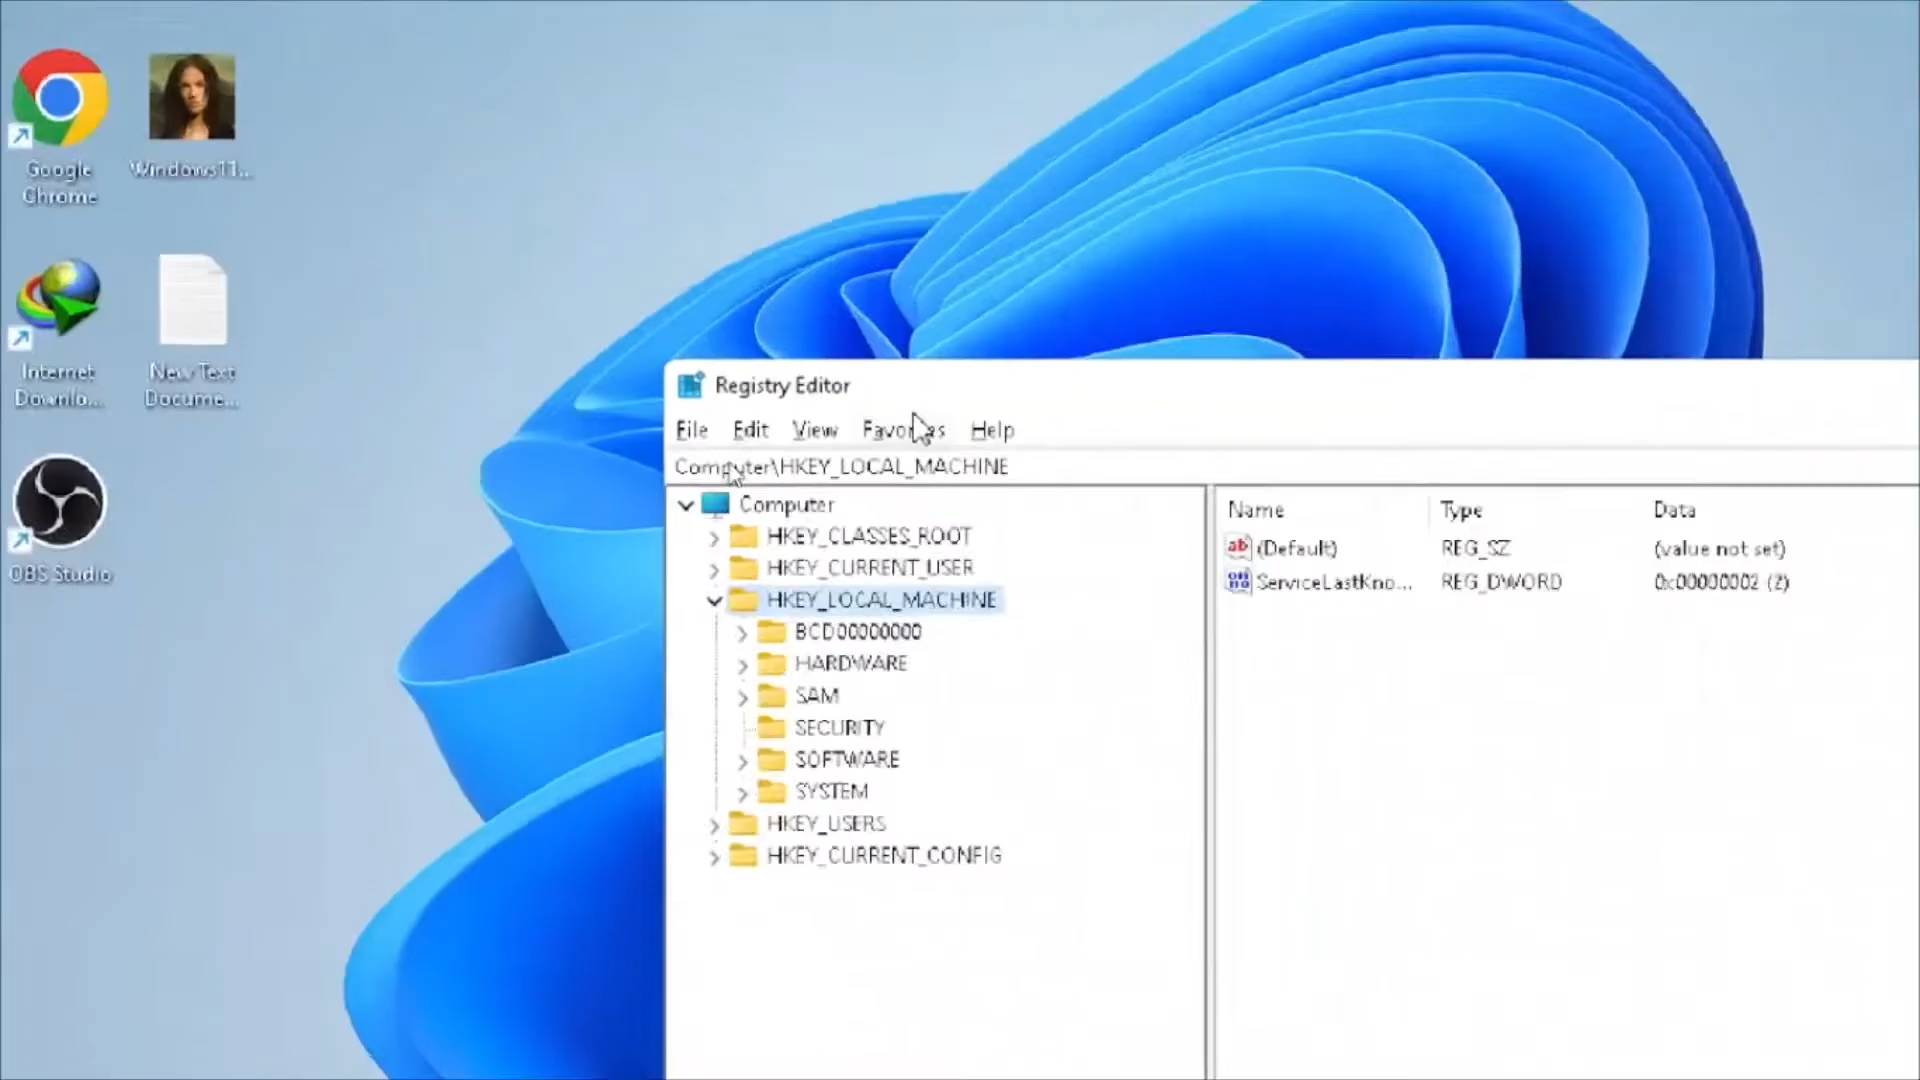 Google
Chrome
Windows11...
Internet
Downlo...
New Text
Docume...
OBS Studio
Registry Editor
File Edit View Favorites Help
Computer\HKEY_LOCAL_MACHINE
Computer
HKEY_CLASSES_ROOT
HKEY_CURRENT_USER
HKEY_LOCAL_MACHINE
BCD00000000
HARDWARE
SAM
SECURITY
SOFTWARE
SYSTEM
HKEY_USERS
HKEY_CURRENT_CONFIG
Name Type Data
(Default) REG_SZ (value not set)
ServiceLastKno... REG_DWORD 0x00000002 (2)